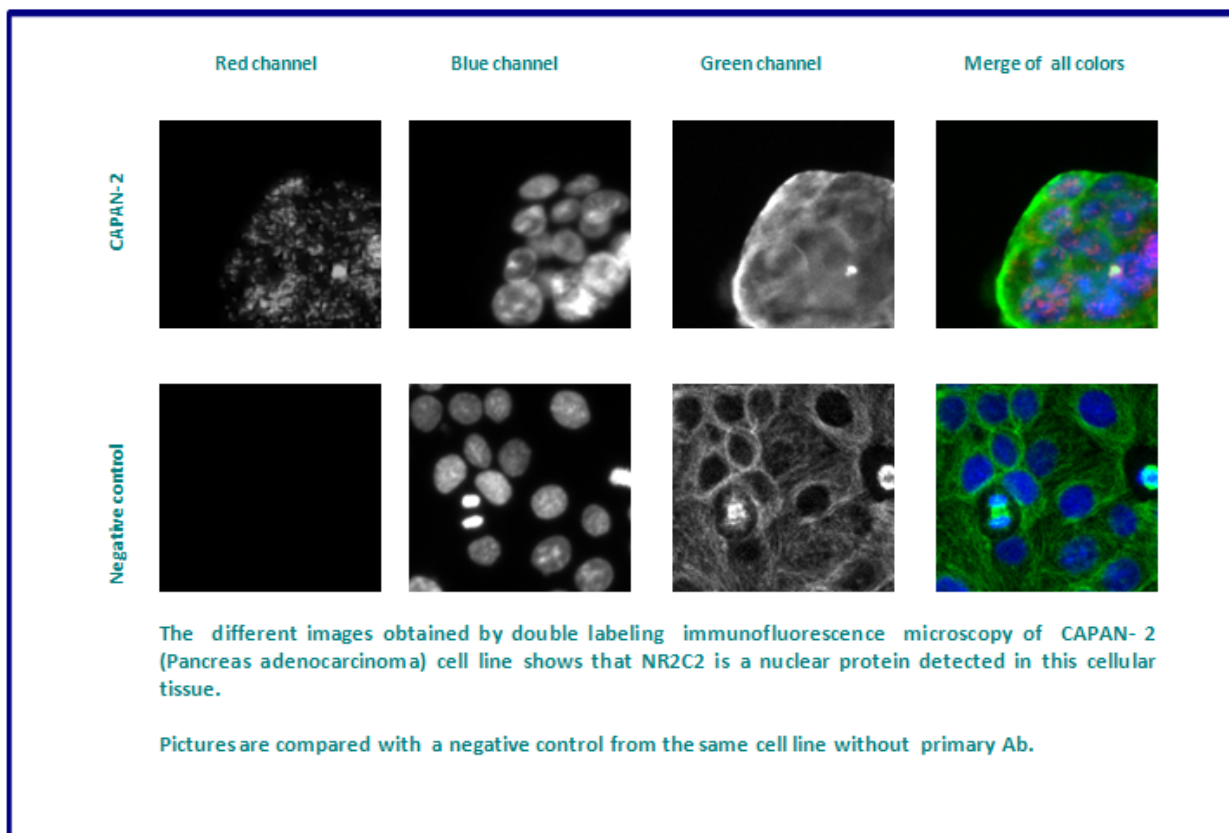 Red channel
Blue channel
Green channel
Merge of all colors
CAPAN-2
Negative control
The different images obtained by double labeling immunofluorescence microscopy of CAPAN- 2
(Pancreas adenocarcinoma) cell line shows that NR2C2 is a nuclear protein detected in this cellular
tissue.
Pictures are compared with a negative control from the same cell line without primary Ab.